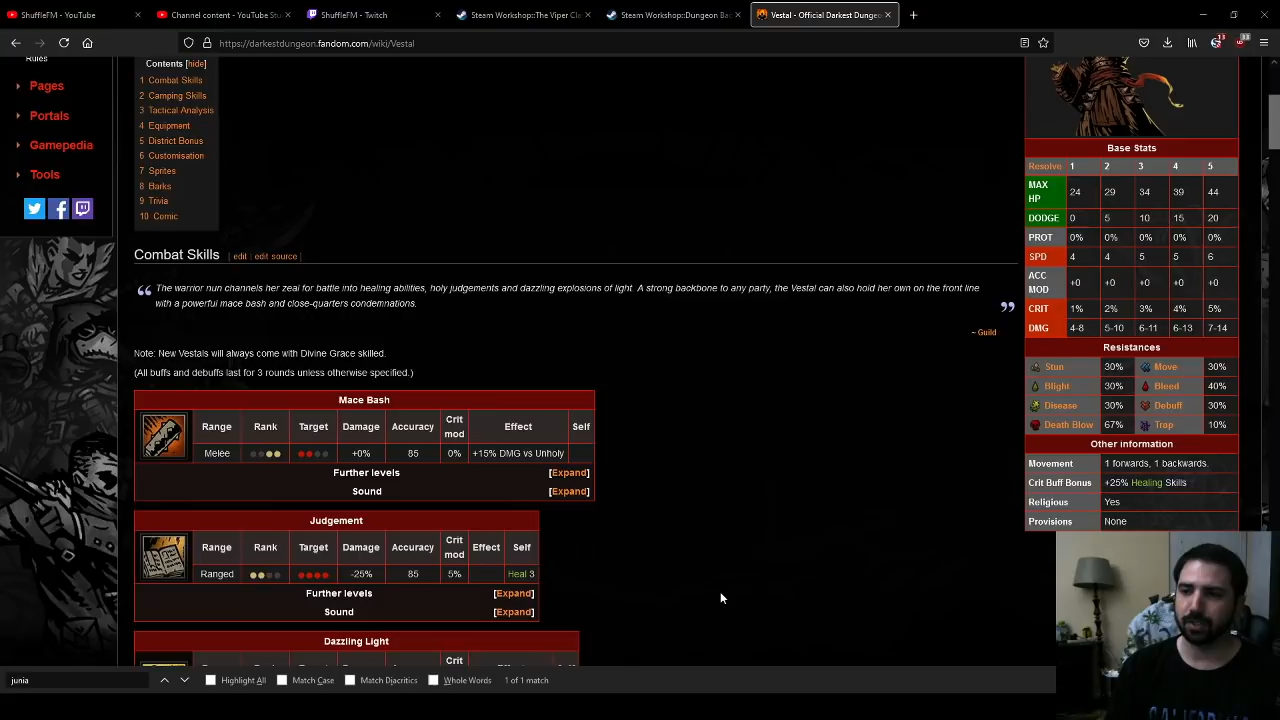 ShuffleFM - YouTube
Channel content - YouTube Stu
ShuffleFM - Twitch
Steam Workshop::The Viper Cla
Steam Workshop::Dungeon Ba
Vestal - Official Darkest Dunge
https://darkestdungeon.fandom.com/wiki/Vestal
13
33
Rules
Pages
Portals
Gamepedia
Tools
Contents [hide]
1 Combat Skills
2 Camping Skills
3 Tactical Analysis
4 Equipment
5 District Bonus
6 Customisation
7 Sprites
8 Barks
9 Trivia
10 Comic
Combat Skills [ edit | edit source ]
The warrior nun channels her zeal for battle into healing abilities, holy judgements and dazzling explosions of light. A strong backbone to any party, the Vestal can also hold her own on the front line
with a powerful mace bash and close-quarters condemnations.
~ Guild
Note: New Vestals will always come with Divine Grace skilled.
(All buffs and debuffs last for 3 rounds unless otherwise specified.)
Mace Bash
Range Rank Target Damage Accuracy Crit mod Effect Self
Melee +0% 85 0% +15% DMG vs Unholy
Further levels [Expand]
Sound [Expand]
Judgement
Range Rank Target Damage Accuracy Crit mod Effect Self
Ranged -25% 85 5% Heal 3
Further levels [Expand]
Sound [Expand]
Dazzling Light
Crit
Base Stats
Resolve 1 2 3 4 5
MAX HP 24 29 34 39 44
DODGE 0 5 10 15 20
PROT 0% 0% 0% 0% 0%
SPD 4 4 5 5 6
ACC MOD +0 +0 +0 +0 +0
CRIT 1% 2% 3% 4% 5%
DMG 4-8 5-10 6-11 6-13 7-14
Resistances
Stun 30% Move 30%
Blight 30% Bleed 40%
Disease 30% Debuff 30%
Death Blow 67% Trap 10%
Other information
Movement 1 forwards, 1 backwards.
Crit Buff Bonus +25% Healing Skills
Religious Yes
Provisions None
junia
Highlight All
Match Case
Match Diacritics
Whole Words
1 of 1 match